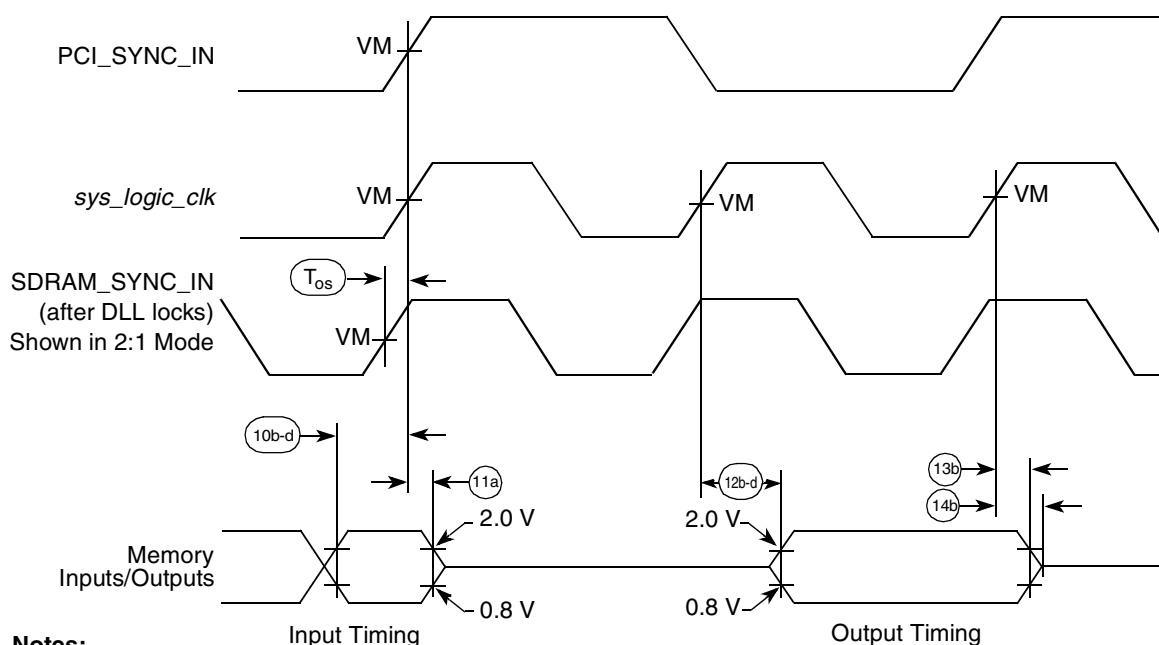 PCI_SYNC_IN
VM
sys_logic_clk
VM
VM
VM
SDRAM_SYNC_IN
(after DLL locks)
Shown in 2:1 Mode
Tos
VM
10b-d
11a
12b-d
13b
14b
2.0 V
2.0 V
Memory
Inputs/Outputs
0.8 V
0.8 V
Notes:
Input Timing
Output Timing